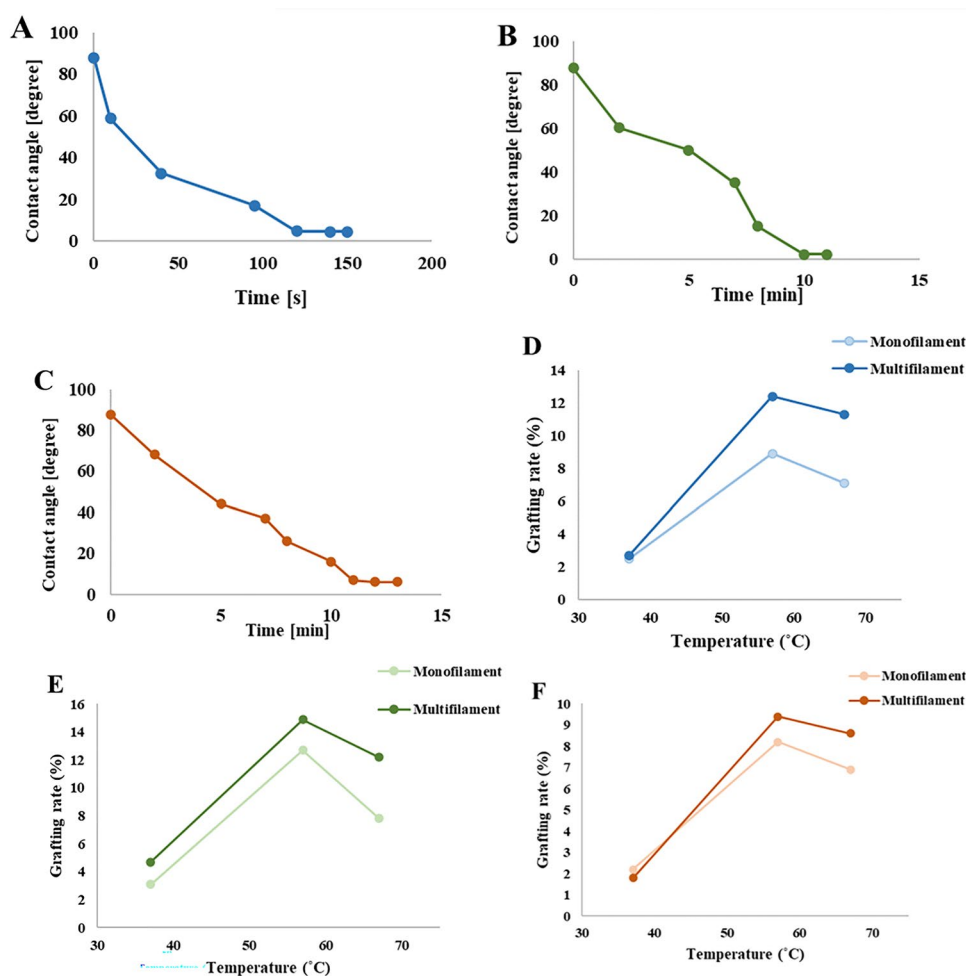 A
Contact angle [degree]
100
80
60
40
20
0
0 50 100 150 200
Time [s]
B
Contact angle [degree]
100
80
60
40
20
0
0 5 10 15
Time [min]
C
Contact angle [degree]
100
80
60
40
20
0
0 5 10 15
Time [min]
D
Monofilament
Multifilament
Grafting rate (%)
14
12
10
8
6
4
2
0
30 40 50 60 70
Temperature (˚C)
E
Monofilament
Multifilament
Grafting rate (%)
16
14
12
10
8
6
4
2
0
30 40 50 60 70
Temperature (˚C)
F
Monofilament
Multifilament
Grafting rate (%)
10
9
8
7
6
5
4
3
2
1
0
30 40 50 60 70
Temperature (˚C)